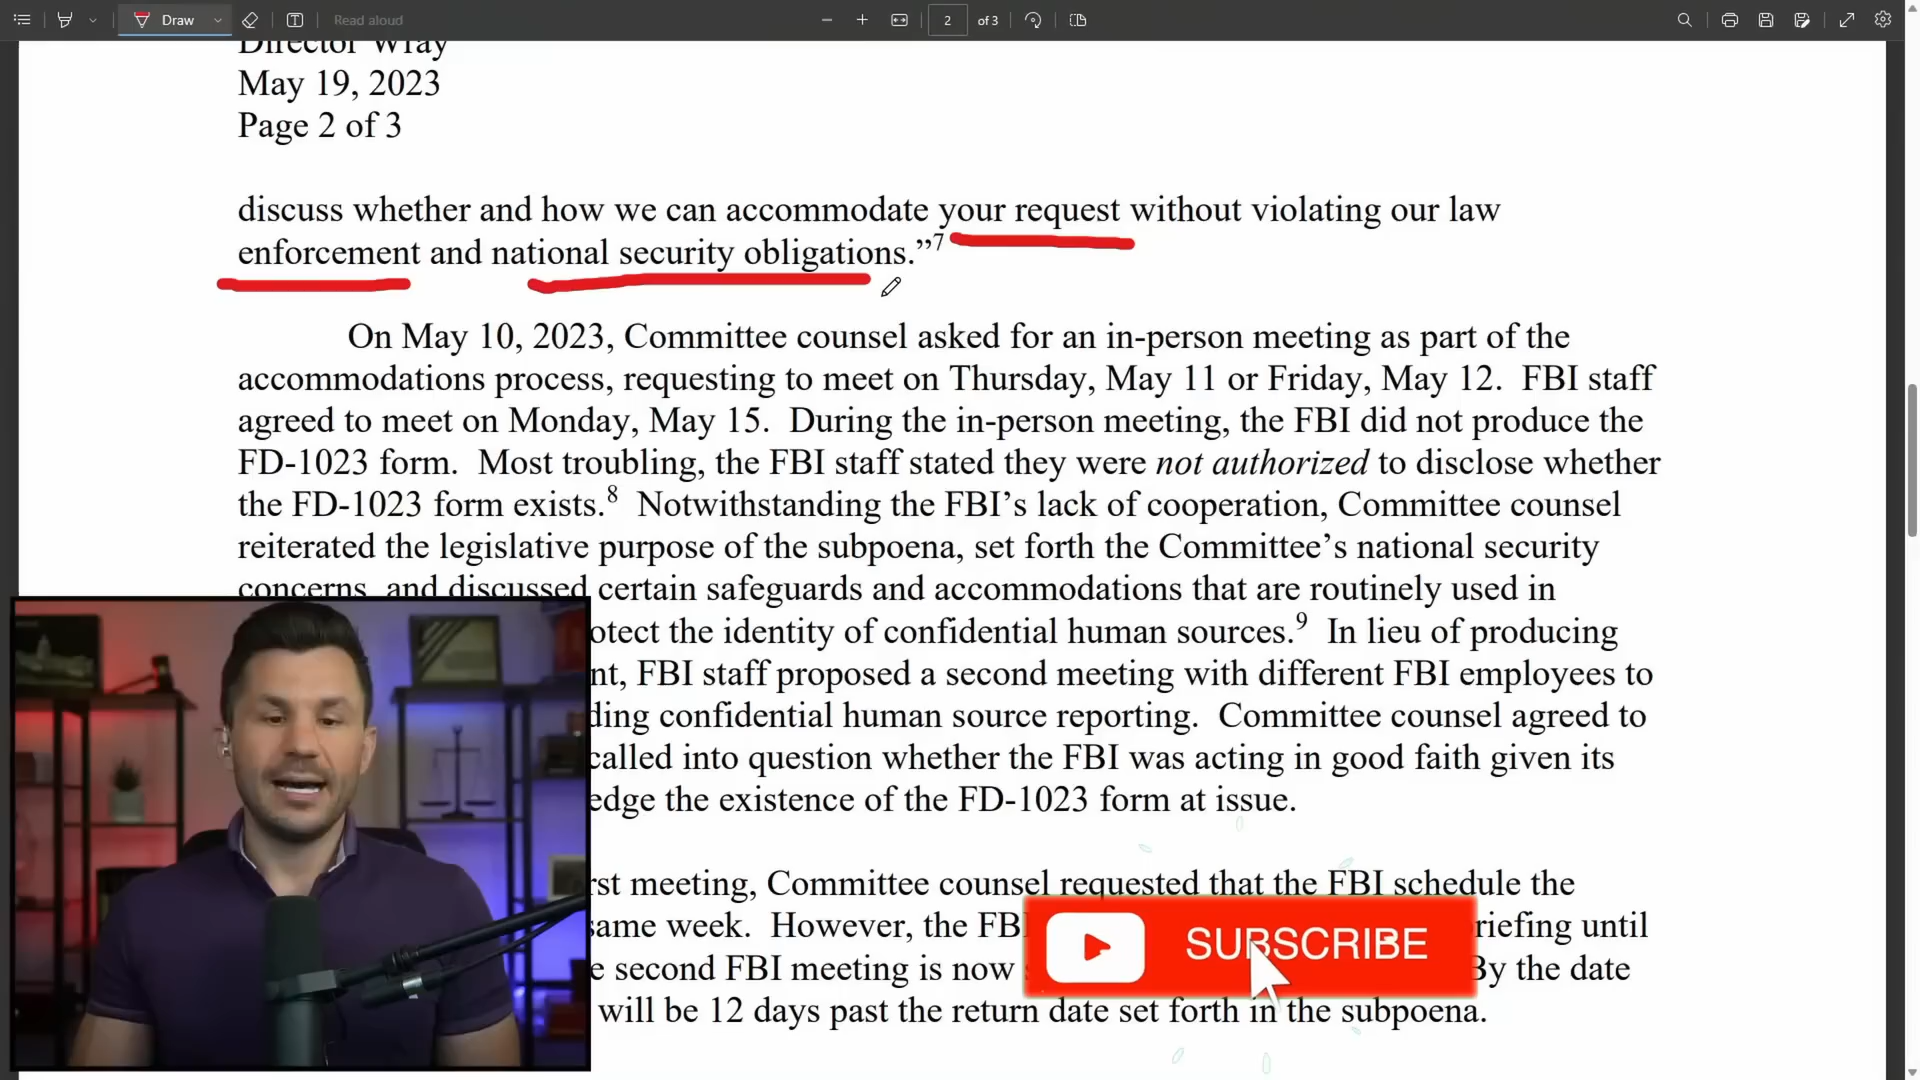 Draw
Read aloud
2
of 3
Director Wray
May 19, 2023
Page 2 of 3
discuss whether and how we can accommodate your request without violating our law
enforcement and national security obligations.”7
On May 10, 2023, Committee counsel asked for an in-person meeting as part of the
accommodations process, requesting to meet on Thursday, May 11 or Friday, May 12. FBI staff
agreed to meet on Monday, May 15. During the in-person meeting, the FBI did not produce the
FD-1023 form. Most troubling, the FBI staff stated they were not authorized to disclose whether
the FD-1023 form exists.8 Notwithstanding the FBI’s lack of cooperation, Committee counsel
reiterated the legislative purpose of the subpoena, set forth the Committee’s national security
concerns, and discussed certain safeguards and accommodations that are routinely used in
otect the identity of confidential human sources.9 In lieu of producing
nt, FBI staff proposed a second meeting with different FBI employees to
ding confidential human source reporting. Committee counsel agreed to
called into question whether the FBI was acting in good faith given its
edge the existence of the FD-1023 form at issue.
rst meeting, Committee counsel requested that the FBI schedule the
same week. However, the FB riefing until
e second FBI meeting is now By the date
will be 12 days past the return date set forth in the subpoena.
SUBSCRIBE